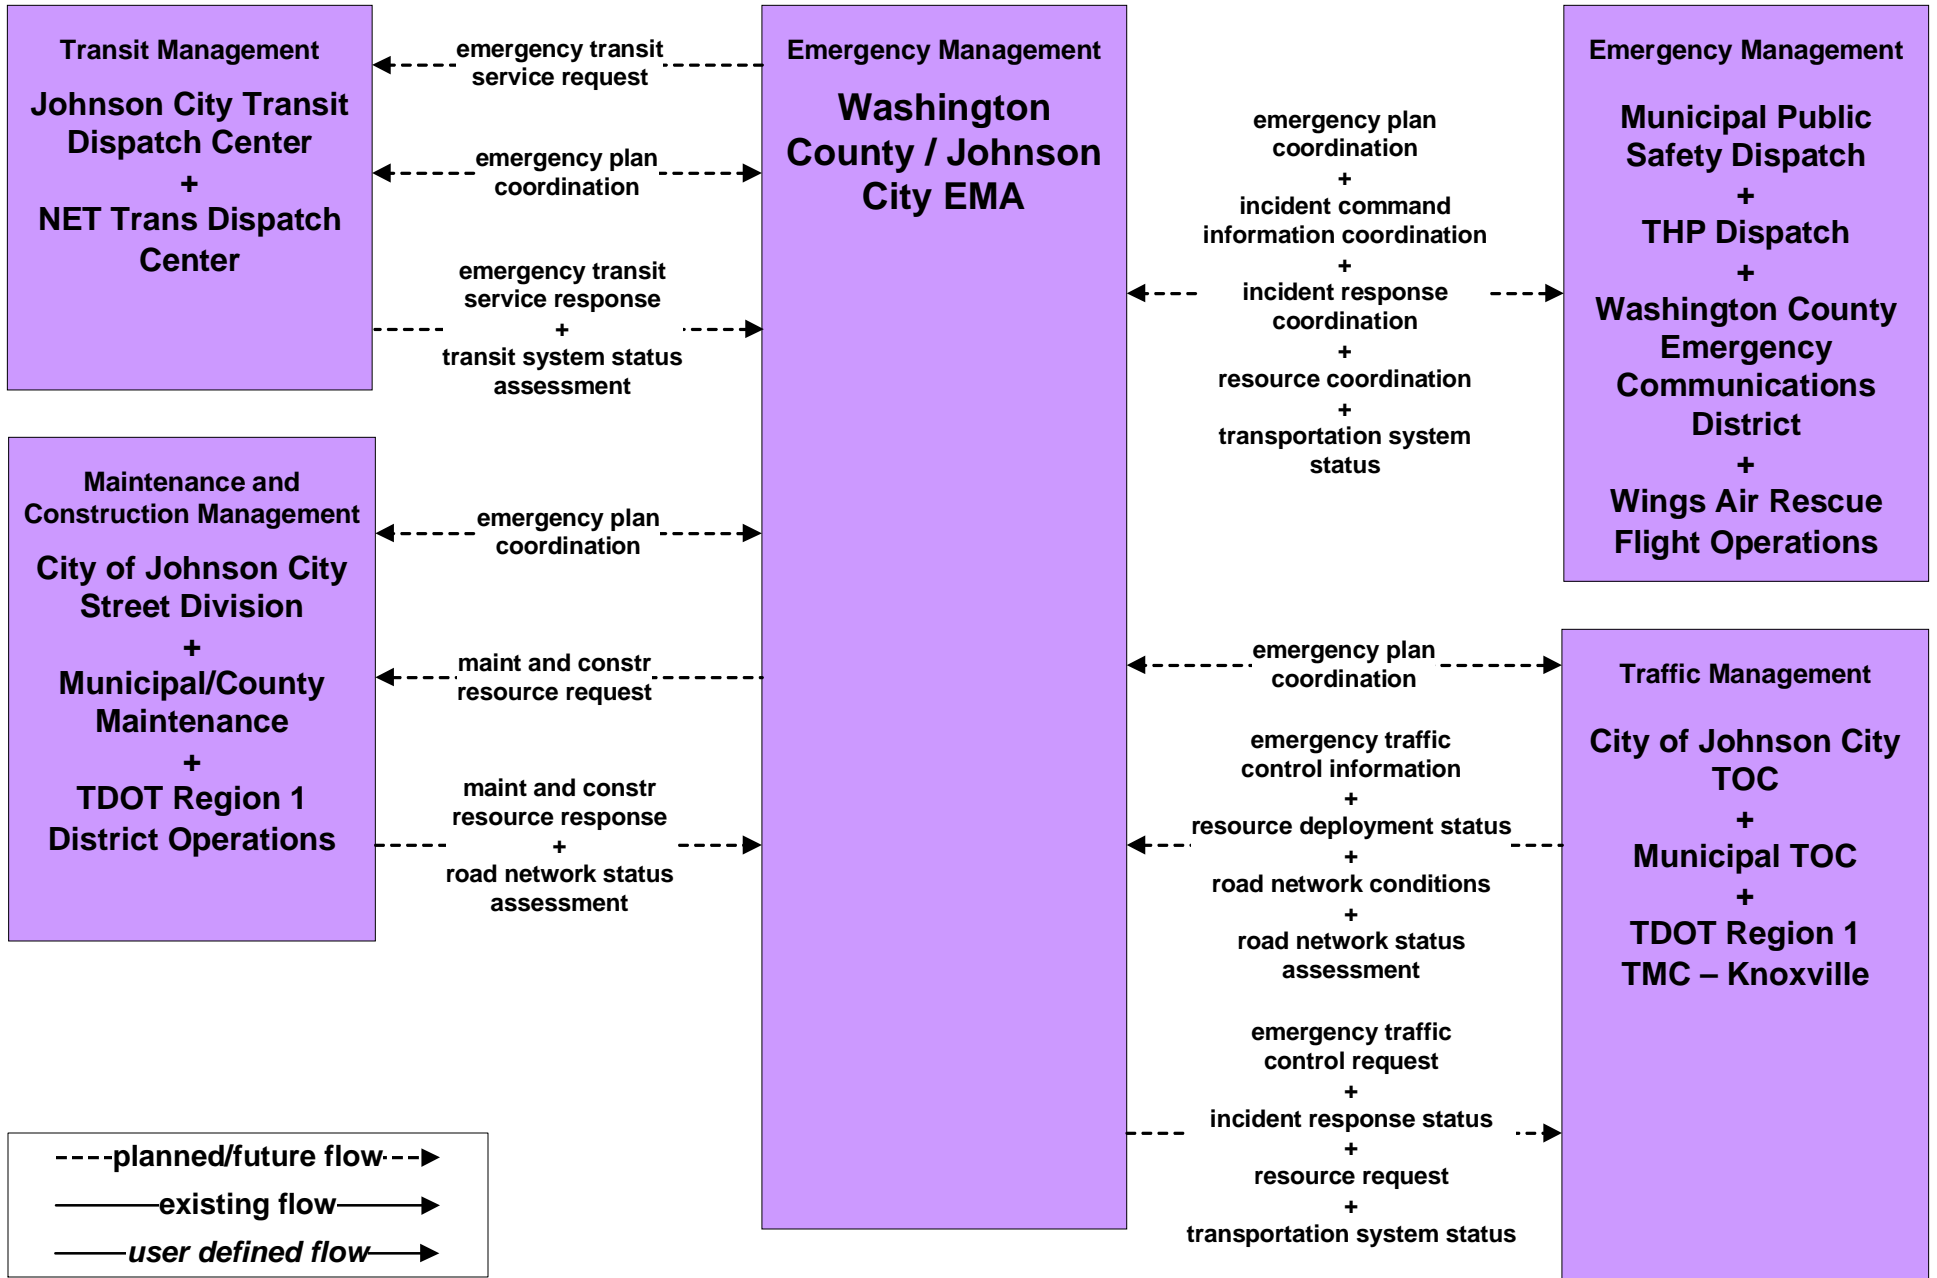 Transit Management
Johnson City Transit
Dispatch Center
+
NET Trans Dispatch
Center
emergency transit
service request
emergency plan
coordination
emergency transit
service response
+
transit system status
assessment
Maintenance and
Construction Management
City of Johnson City
Street Division
+
Municipal/County
Maintenance
+
TDOT Region 1
District Operations
emergency plan
coordination
maint and constr
resource request
maint and constr
resource response
+
road network status
assessment
Emergency Management
Washington
County / Johnson
City EMA
emergency plan
coordination
+
incident command
information coordination
+
incident response
coordination
+
resource coordination
+
transportation system
status
Emergency Management
Municipal Public
Safety Dispatch
+
THP Dispatch
+
Washington County
Emergency
Communications
District
+
Wings Air Rescue
Flight Operations
emergency plan
coordination
emergency traffic
control information
+
resource deployment status
+
road network conditions
+
road network status
assessment
emergency traffic
control request
+
incident response status
+
resource request
+
transportation system status
Traffic Management
City of Johnson City
TOC
+
Municipal TOC
+
TDOT Region 1
TMC – Knoxville
planned/future flow
existing flow
user defined flow